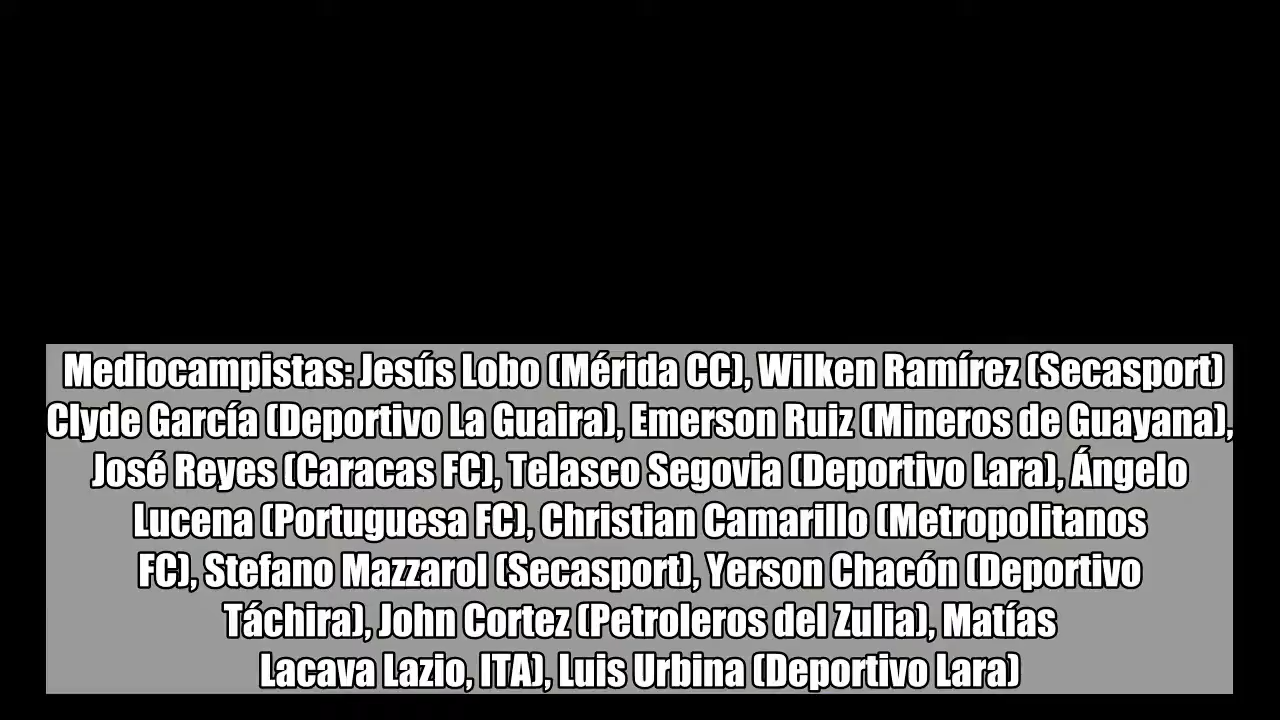 Mediocampistas: Jesús Lobo (Mérida CC), Wilken Ramírez (Secasport)
Clyde García (Deportivo La Guaira), Emerson Ruiz (Mineros de Guayana),
José Reyes (Caracas FC), Telasco Segovia (Deportivo Lara), Ángelo
Lucena (Portuguesa FC), Christian Camarillo (Metropolitanos
FC), Stefano Mazzarol (Secasport), Yerson Chacón (Deportivo
Táchira), John Cortez (Petroleros del Zulia), Matías
Lacava Lazio, ITA), Luis Urbina (Deportivo Lara)